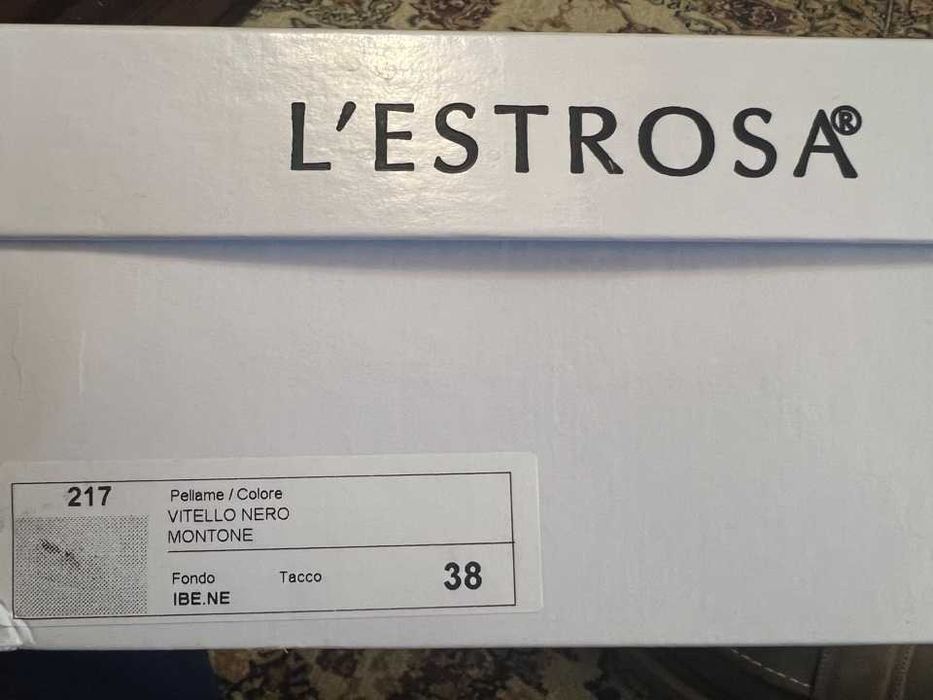 L'ESTROSA®
217
Pellame / Colore
VITELLO NERO
MONTONE
Fondo Tacco
IBE.NE
38